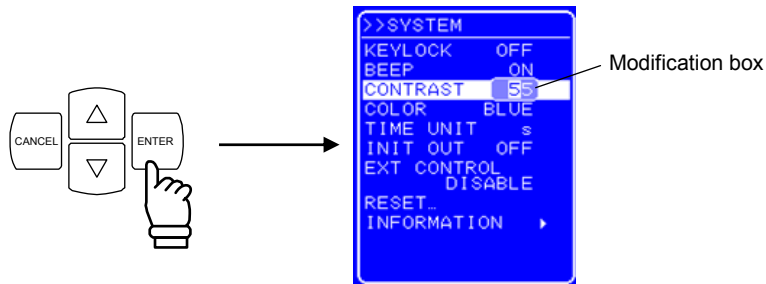 CANCEL
ENTER
>>SYSTEM
KEYLOCK OFF
BEEP ON
CONTRAST 55
COLOR BLUE
TIME UNIT s
INIT OUT OFF
EXT CONTROL
DISABLE
RESET…
INFORMATION
Modification box